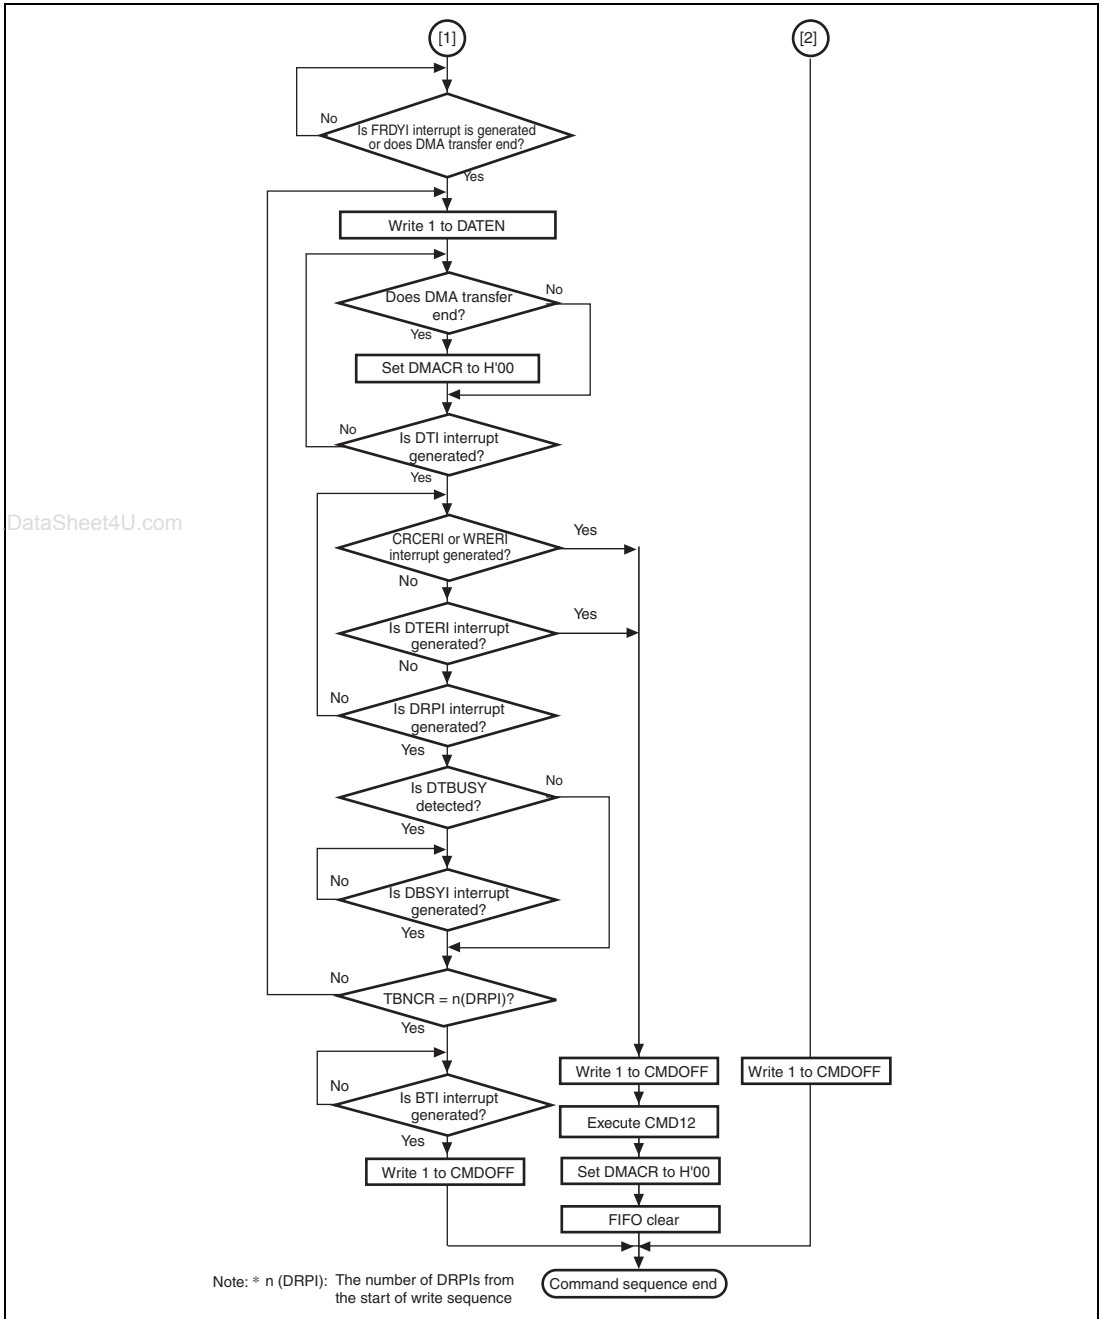 [1]
[2]
No
Is FRDYI interrupt is generated
or does DMA transfer end?
Yes
Write 1 to DATEN
No
Does DMA transfer
end?
Yes
Set DMACR to H'00
No
Is DTI interrupt
generated?
Yes
DataSheet4U.com
CRCERI or WRERI
interrupt generated?
Yes
No
Is DTERI interrupt
generated?
Yes
No
No
Is DRPI interrupt
generated?
Yes
Is DTBUSY
detected?
No
Yes
No
Is DBSYI interrupt
generated?
Yes
No
TBNCR = n(DRPI)?
Yes
No
Is BTI interrupt
generated?
Yes
Write 1 to CMDOFF
Write 1 to CMDOFF
Execute CMD12
Set DMACR to H'00
FIFO clear
Write 1 to CMDOFF
Command sequence end
Note: * n (DRPI): The number of DRPIs from
the start of write sequence